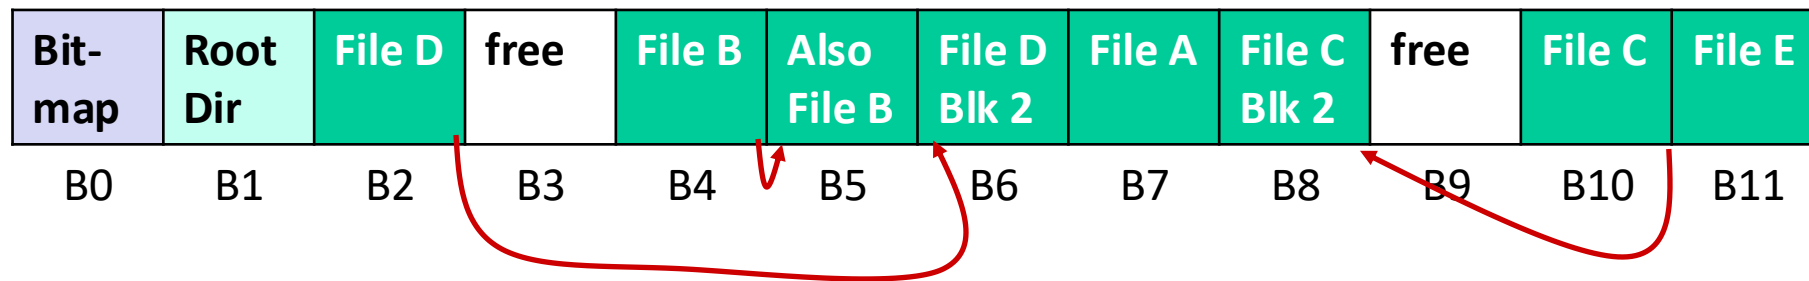 Bit-
map
Root
Dir
File D
free
File B
Also
File B
File D
Blk 2
File A
File C
Blk 2
free
File C
File E
B0 B1 B2 B3 B4 B5 B6 B7 B8 B9 B10 B11